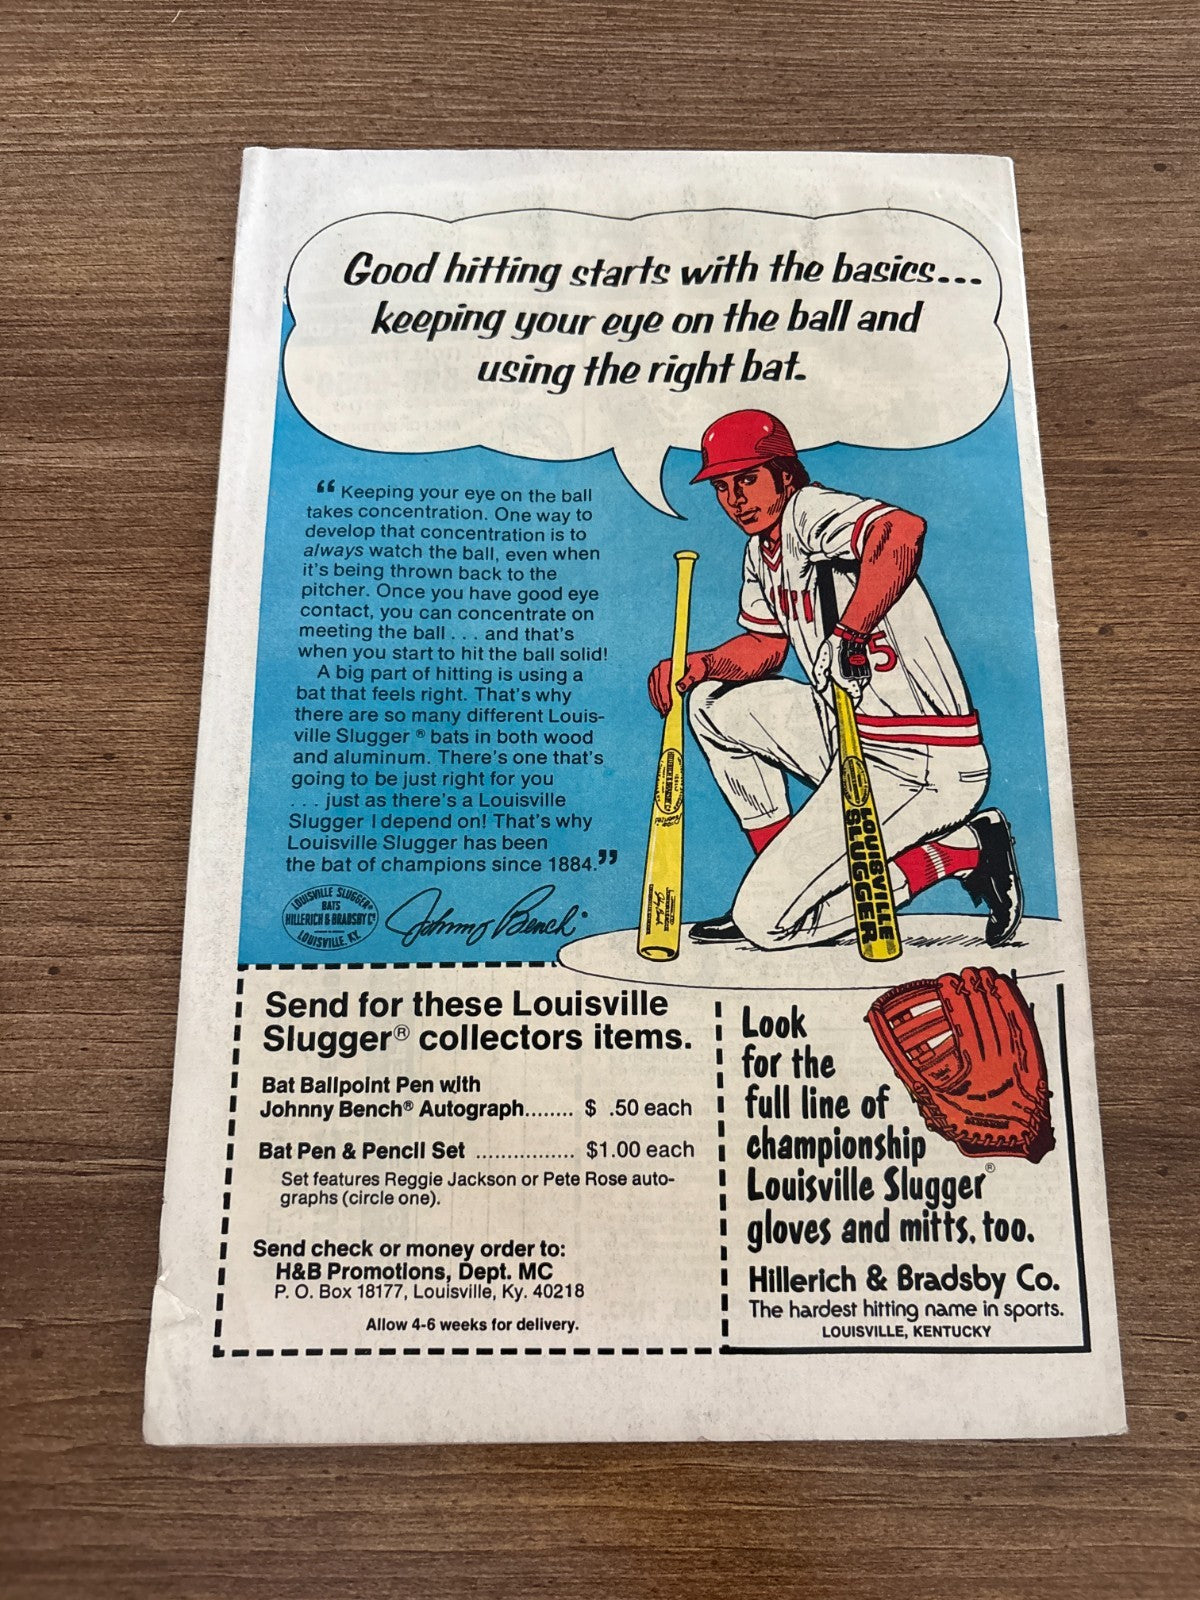 Good hitting starts with the basics...
keeping your eye on the ball and
using the right bat.
“Keeping your eye on the ball
takes concentration. One way to
develop that concentration is to
always watch the ball, even when
it's being thrown back to the
pitcher. Once you have good eye
contact, you can concentrate on
meeting the ball . . . and that's
when you start to hit the ball solid!
A big part of hitting is using a
bat that feels right. That's why
there are so many different Louis-
ville Slugger® bats in both wood
and aluminum. There's one that's
going to be just right for you
. . . just as there's a Louisville
Slugger I depend on! That's why
Louisville Slugger has been
the bat of champions since 1884.”
LOUISVILLE SLUGGER®
BATS
HILLERICH & BRADSBY Co
LOUISVILLE, KY.
Johnny Bench
5
LOUISVILLE
SLUGGER
Send for these Louisville
Slugger® collectors items.
Bat Ballpoint Pen with
Johnny Bench® Autograph........ $ .50 each
Bat Pen & Pencil Set ................ $1.00 each
Set features Reggie Jackson or Pete Rose auto-
graphs (circle one).
Send check or money order to:
H&B Promotions, Dept. MC
P. O. Box 18177, Louisville, Ky. 40218
Allow 4-6 weeks for delivery.
Look
for the
full line of
championship
Louisville Slugger®
gloves and mitts, too.
Hillerich & Bradsby Co.
The hardest hitting name in sports.
LOUISVILLE, KENTUCKY